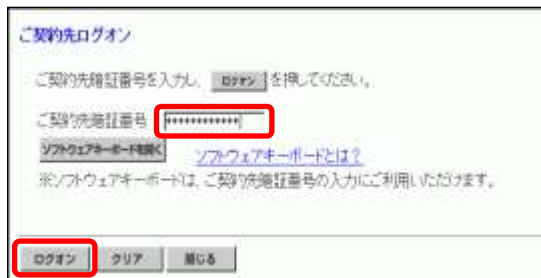 ご契約先ログオン
ご契約先暗証番号を入力し、 ログオン を押してください。
ご契約先暗証番号 ************
ソフトウェアキーボードを開く ソフトウェアキーボードとは？
※ソフトウェアキーボードは、ご契約先暗証番号の入力にご利用いただけます。
ログオン クリア 閉じる